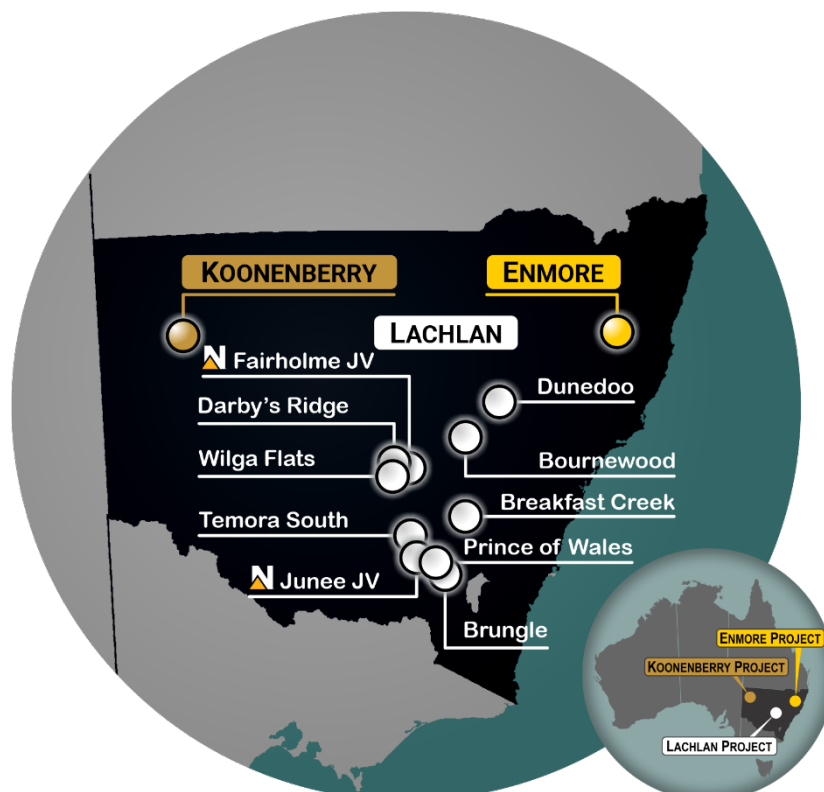 KOONENBERRY
ENMORE
LACHLAN
Fairholme JV
Dunedoo
Darby's Ridge
Wilga Flats
Bournewood
Breakfast Creek
Temora South
Prince of Wales
Junee JV
Brungle
ENMORE PROJECT
KOONENBERRY PROJECT
LACHLAN PROJECT